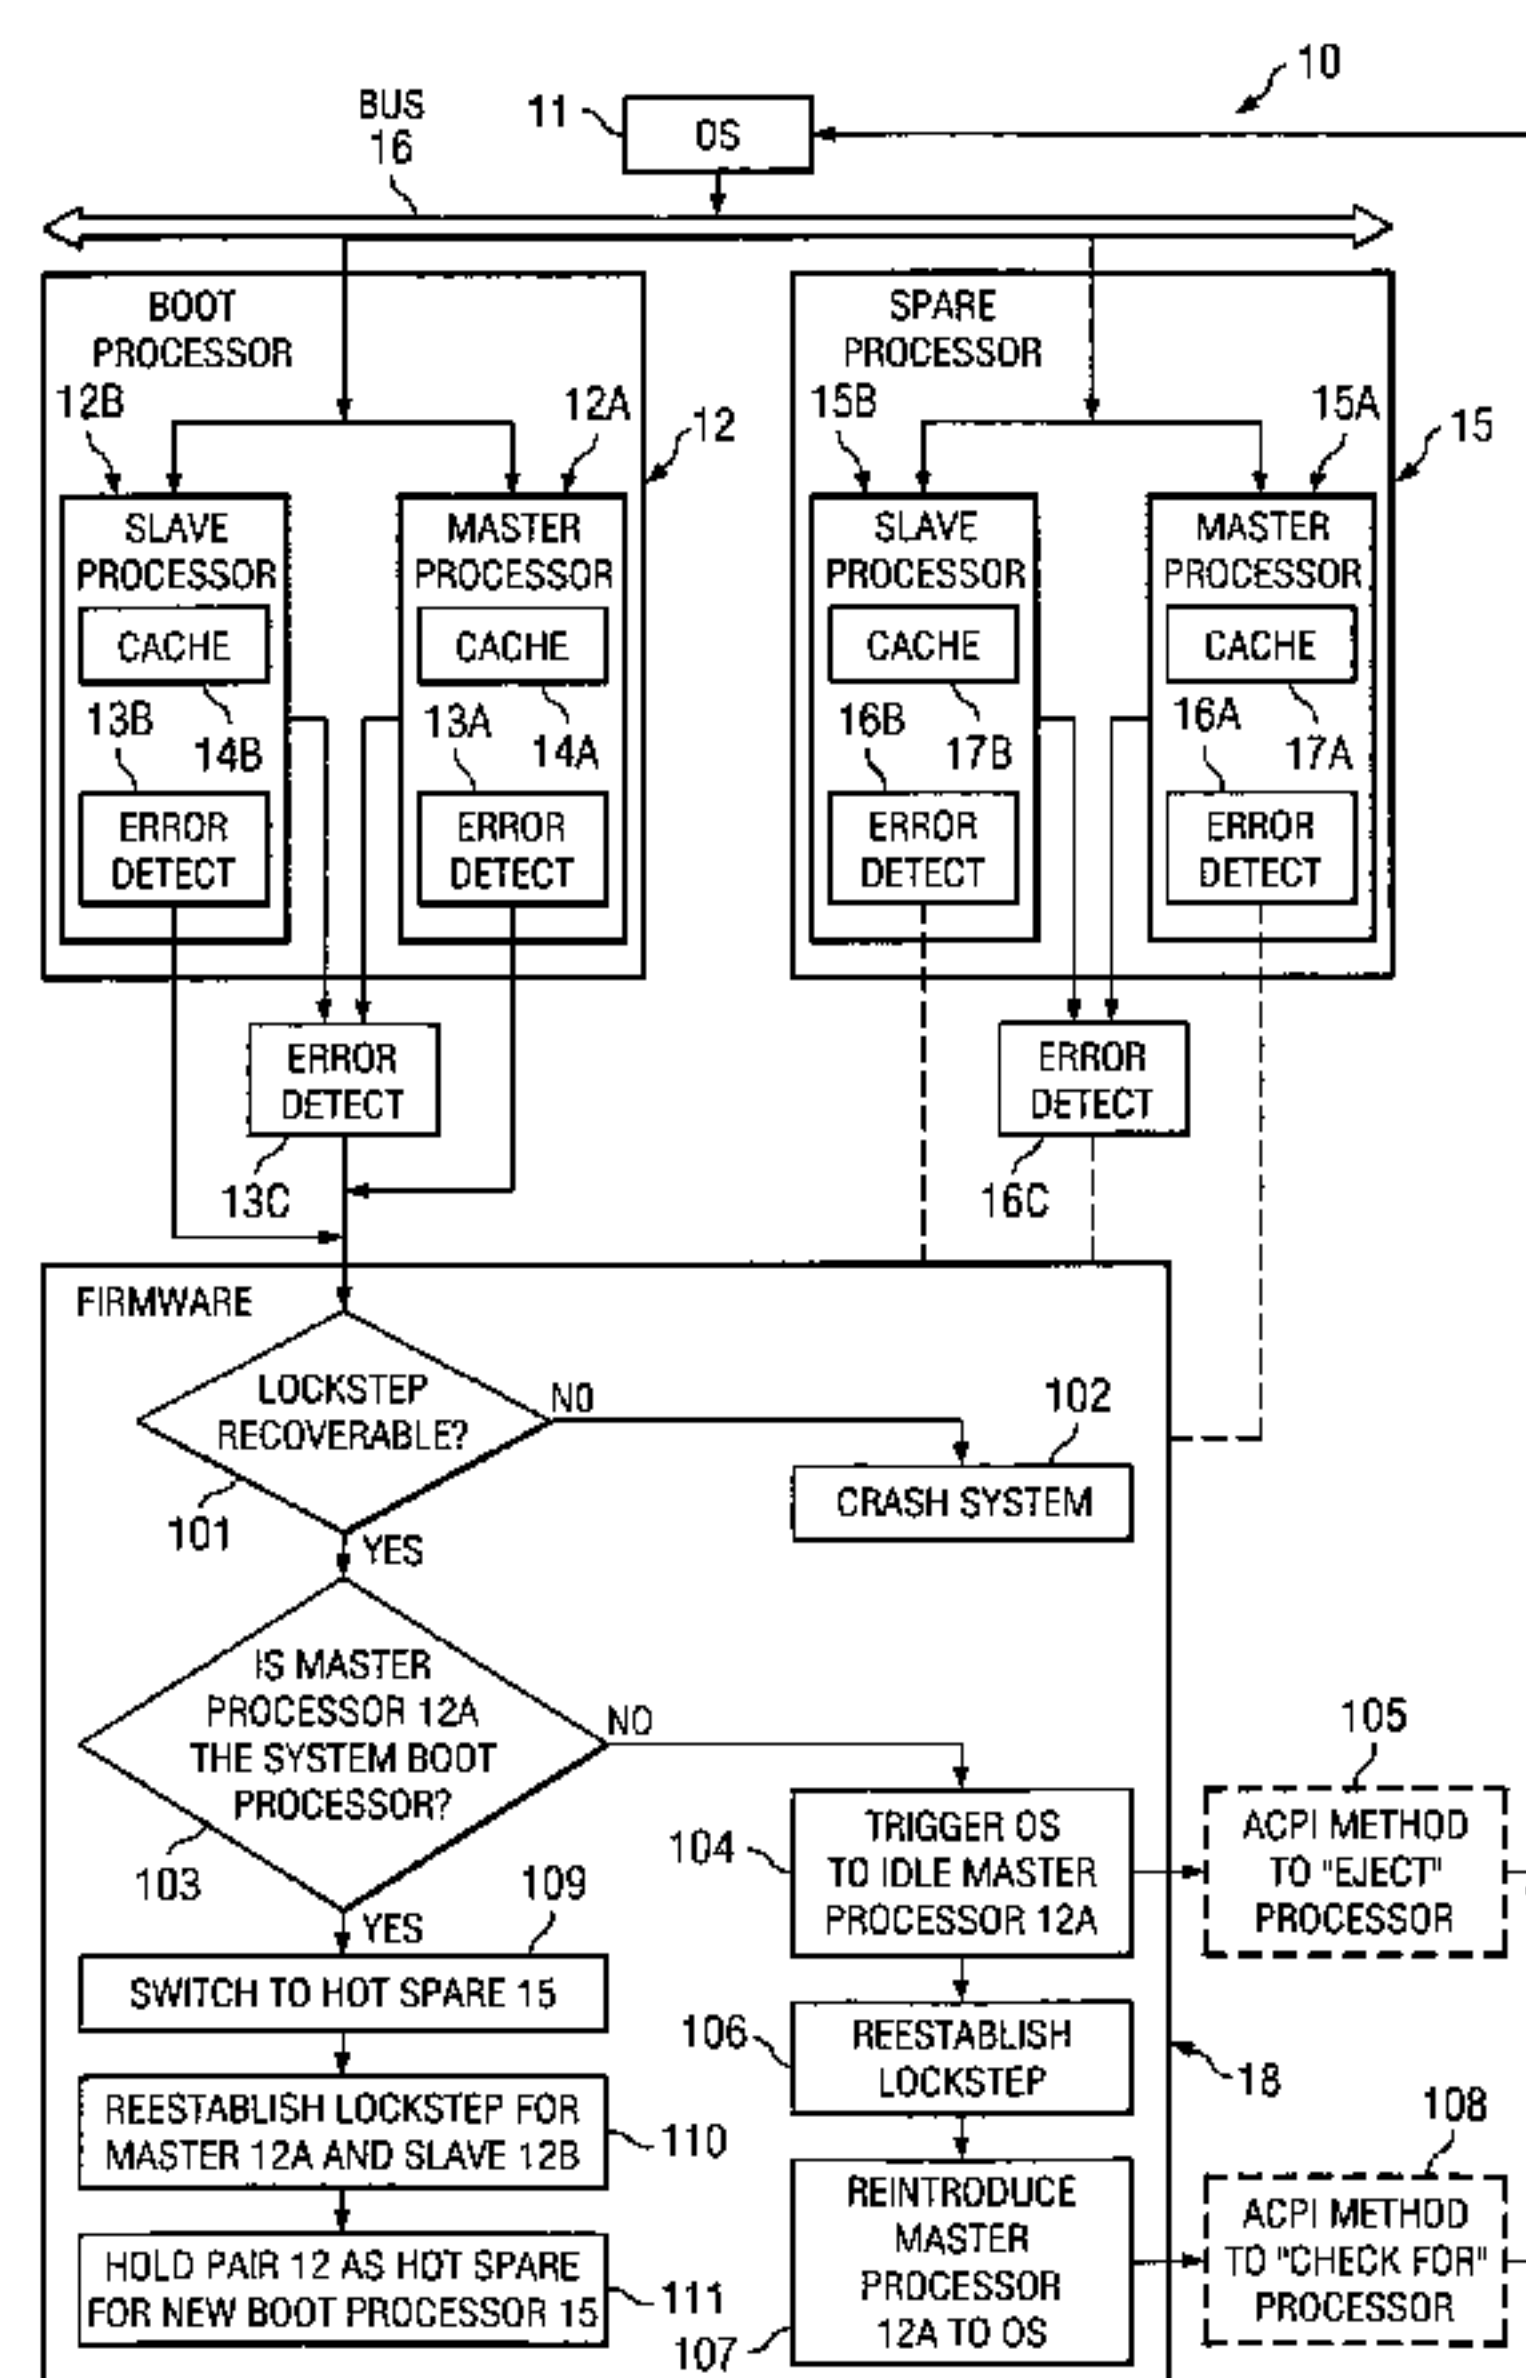 10
BUS
16
11
OS
BOOT
PROCESSOR
12B
12A
12
SPARE
PROCESSOR
15B
15A
15
SLAVE
PROCESSOR
CACHE
13B
14B
ERROR
DETECT
MASTER
PROCESSOR
CACHE
13A
14A
ERROR
DETECT
SLAVE
PROCESSOR
CACHE
16B
17B
ERROR
DETECT
MASTER
PROCESSOR
CACHE
16A
17A
ERROR
DETECT
ERROR
DETECT
13C
ERROR
DETECT
16C
FIRMWARE
LOCKSTEP
RECOVERABLE?
101
NO
102
CRASH SYSTEM
YES
IS MASTER
PROCESSOR 12A
THE SYSTEM BOOT
PROCESSOR?
103
NO
104
TRIGGER OS
TO IDLE MASTER
PROCESSOR 12A
105
ACPI METHOD
TO "EJECT"
PROCESSOR
YES
109
SWITCH TO HOT SPARE 15
106
REESTABLISH
LOCKSTEP
18
REESTABLISH LOCKSTEP FOR
MASTER 12A AND SLAVE 12B
110
108
HOLD PAIR 12 AS HOT SPARE
FOR NEW BOOT PROCESSOR 15
111
107
REINTRODUCE
MASTER
PROCESSOR
12A TO OS
ACPI METHOD
TO "CHECK FOR"
PROCESSOR